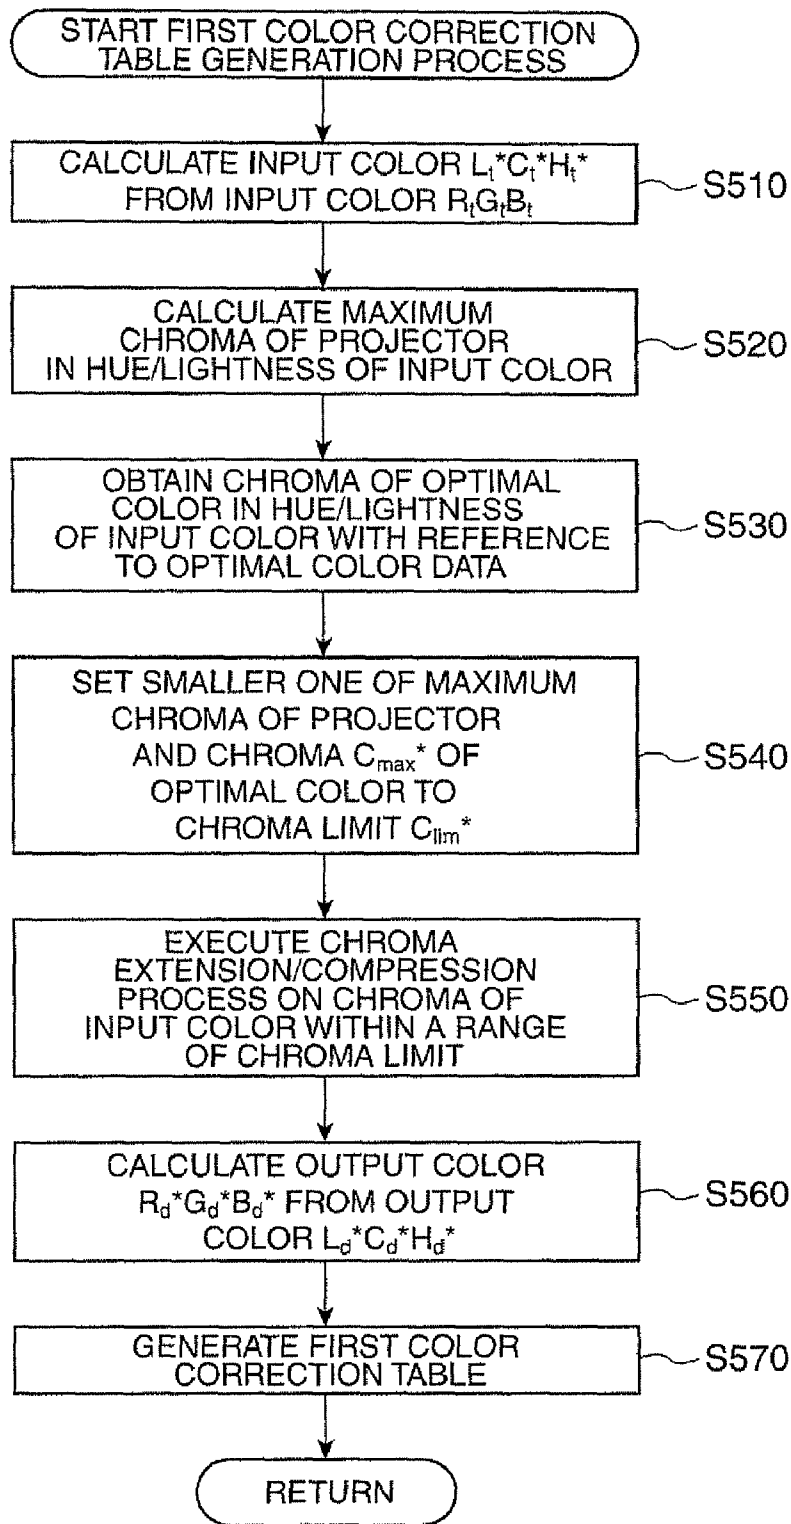 START FIRST COLOR CORRECTION
TABLE GENERATION PROCESS
CALCULATE INPUT COLOR Lt*Ct*Ht*
FROM INPUT COLOR RtGtBt
S510
CALCULATE MAXIMUM
CHROMA OF PROJECTOR
IN HUE/LIGHTNESS OF INPUT COLOR
S520
OBTAIN CHROMA OF OPTIMAL
COLOR IN HUE/LIGHTNESS
OF INPUT COLOR WITH REFERENCE
TO OPTIMAL COLOR DATA
S530
SET SMALLER ONE OF MAXIMUM
CHROMA OF PROJECTOR
AND CHROMA Cmax* OF
OPTIMAL COLOR TO
CHROMA LIMIT Clim*
S540
EXECUTE CHROMA
EXTENSION/COMPRESSION
PROCESS ON CHROMA OF
INPUT COLOR WITHIN A RANGE
OF CHROMA LIMIT
S550
CALCULATE OUTPUT COLOR
Rd*Gd*Bd* FROM OUTPUT
COLOR Ld*Cd*Hd*
S560
GENERATE FIRST COLOR
CORRECTION TABLE
S570
RETURN